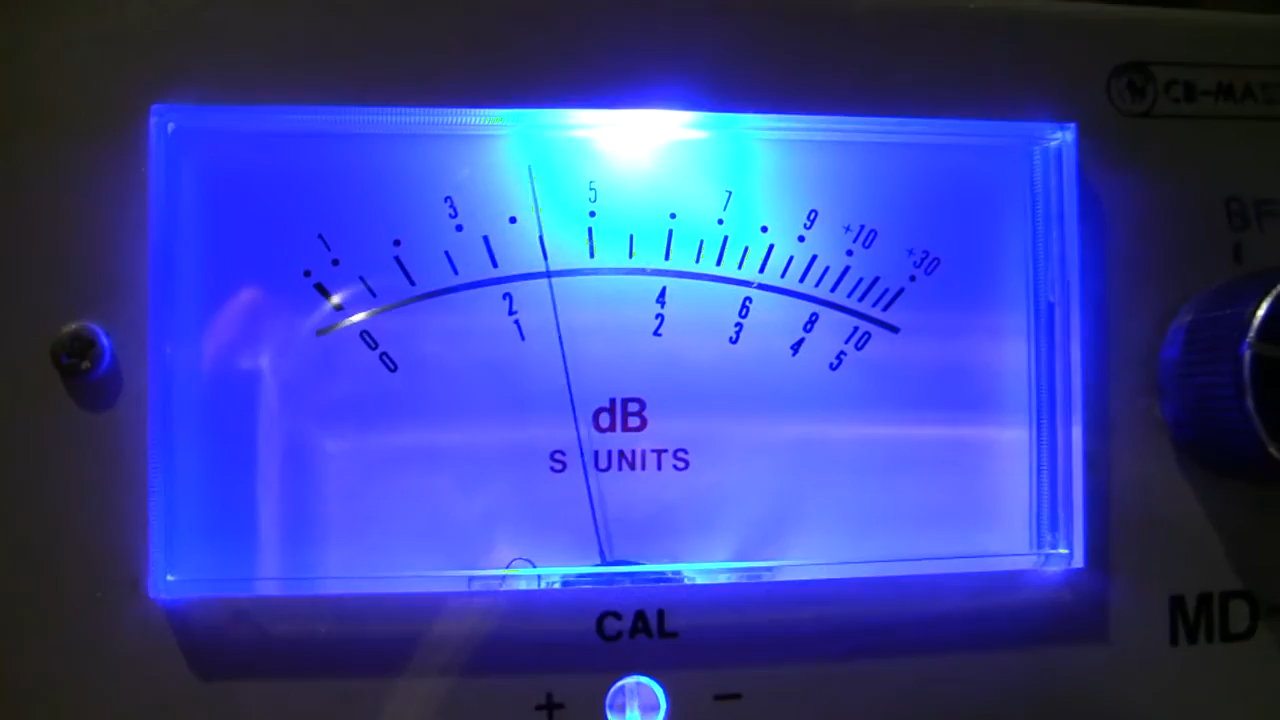 CB-MA
1 3 5 7 9 +10 +30
0 2 4 6 8 10
0 1 2 3 4 5
dB
S UNITS
CAL
+ −
MD